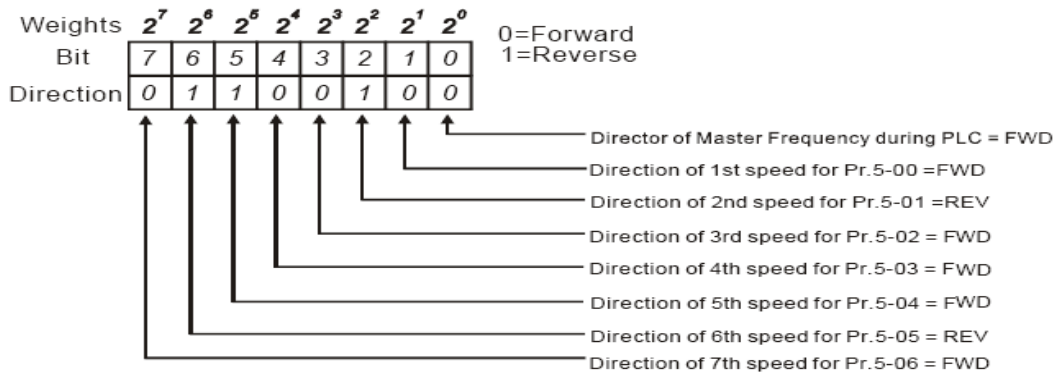 Weights 2^7 2^6 2^5 2^4 2^3 2^2 2^1 2^0
0=Forward
Bit 7 6 5 4 3 2 1 0
1=Reverse
Direction 0 1 1 0 0 1 0 0
Director of Master Frequency during PLC = FWD
Direction of 1st speed for Pr.5-00 =FWD
Direction of 2nd speed for Pr.5-01 =REV
Direction of 3rd speed for Pr.5-02 = FWD
Direction of 4th speed for Pr.5-03 = FWD
Direction of 5th speed for Pr.5-04 = FWD
Direction of 6th speed for Pr.5-05 = REV
Direction of 7th speed for Pr.5-06 = FWD